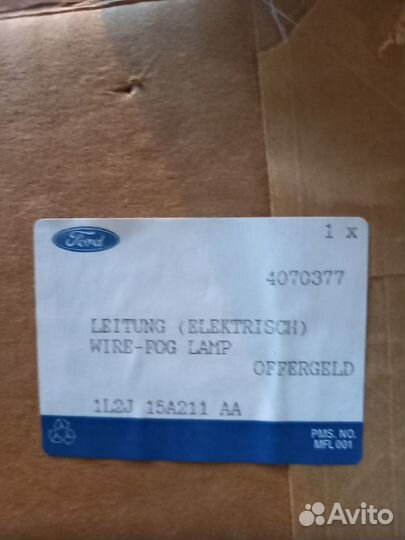 Ford
1 x
4070377
LEITUNG (ELEKTRISCH)
WIRE-FOG LAMP
OFFERGELD
1L2J 15A211 AA
PMS. NO.
MFL 001
Avito